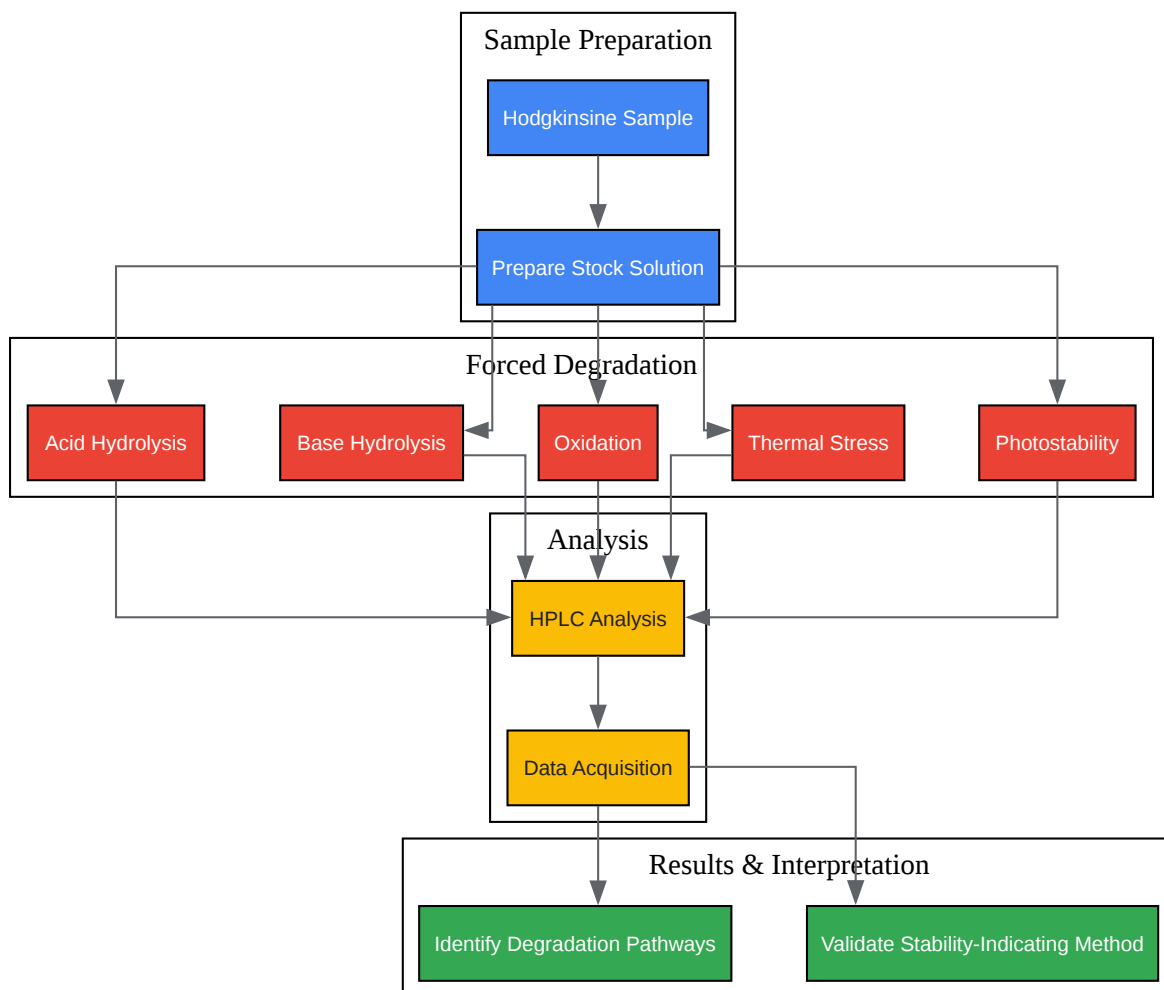 Sample Preparation
Hodgkinsine Sample
Prepare Stock Solution
Forced Degradation
Acid Hydrolysis
Base Hydrolysis
Oxidation
Thermal Stress
Photostability
Analysis
HPLC Analysis
Data Acquisition
Results & Interpretation
Identify Degradation Pathways
Validate Stability-Indicating Method